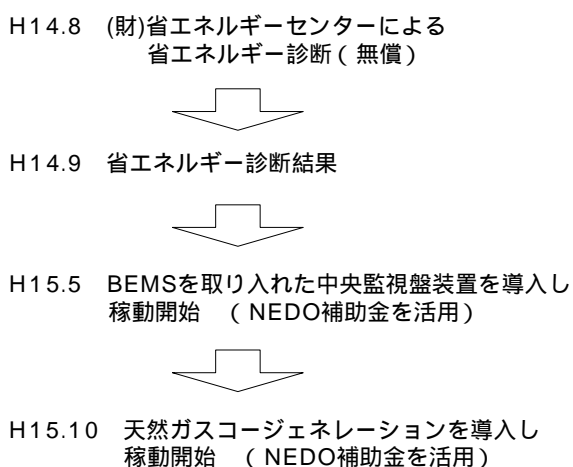 H14.8 (財)省エネルギーセンターによる
省エネルギー診断(無償)
H14.9 省エネルギー診断結果
H15.5 BEMSを取り入れた中央監視盤装置を導入し
稼動開始 (NEDO補助金を活用)
H15.10 天然ガスコージェネレーションを導入し
稼動開始 (NEDO補助金を活用)